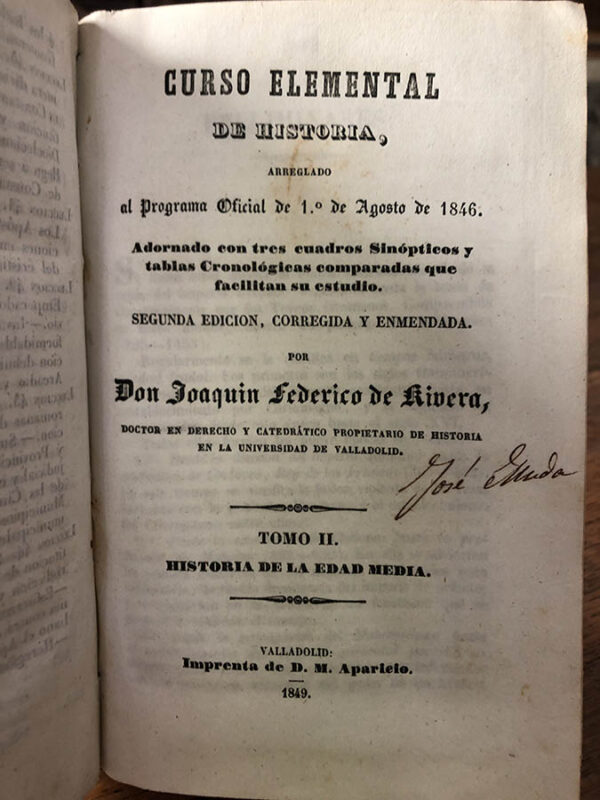 CURSO ELEMENTAL
DE HISTORIA,
ARREGLADO
al Programa Oficial de 1.º de Agosto de 1846.
Adornado con tres cuadros Sinópticos y
tablas Cronológicas comparadas que
facilitan su estudio.
SEGUNDA EDICION, CORREGIDA Y ENMENDADA.
POR
Don Joaquin Federico de Rivera,
DOCTOR EN DERECHO Y CATEDRÁTICO PROPIETARIO DE HISTORIA
EN LA UNIVERSIDAD DE VALLADOLID.
José
TOMO II.
HISTORIA DE LA EDAD MEDIA.
VALLADOLID:
Imprenta de D. M. Aparicio.
1849.